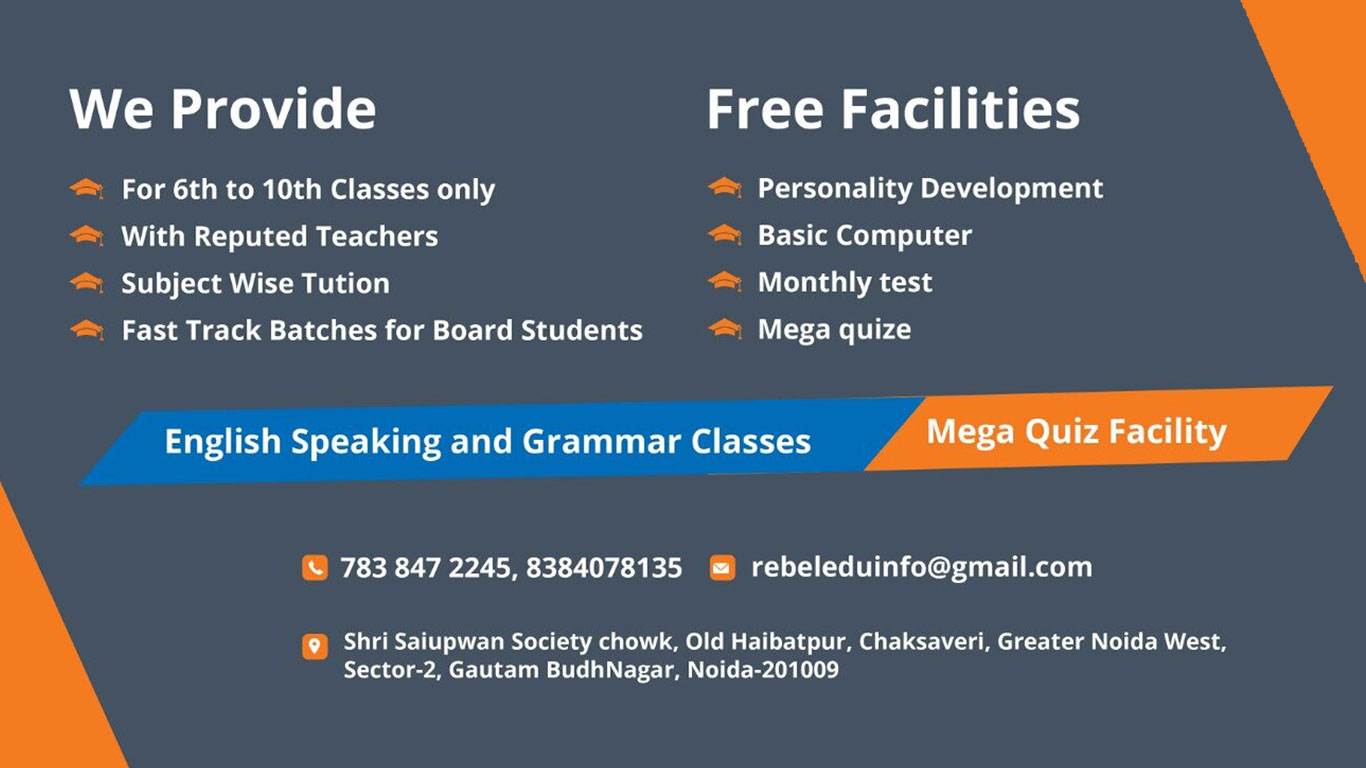 We Provide
For 6th to 10th Classes only
With Reputed Teachers
Subject Wise Tution
Fast Track Batches for Board Students
Free Facilities
Personality Development
Basic Computer
Monthly test
Mega quize
English Speaking and Grammar Classes
Mega Quiz Facility
783 847 2245, 8384078135
rebeleduinfo@gmail.com
Shri Saiupwan Society chowk, Old Haibatpur, Chaksaveri, Greater Noida West,
Sector-2, Gautam BudhNagar, Noida-201009